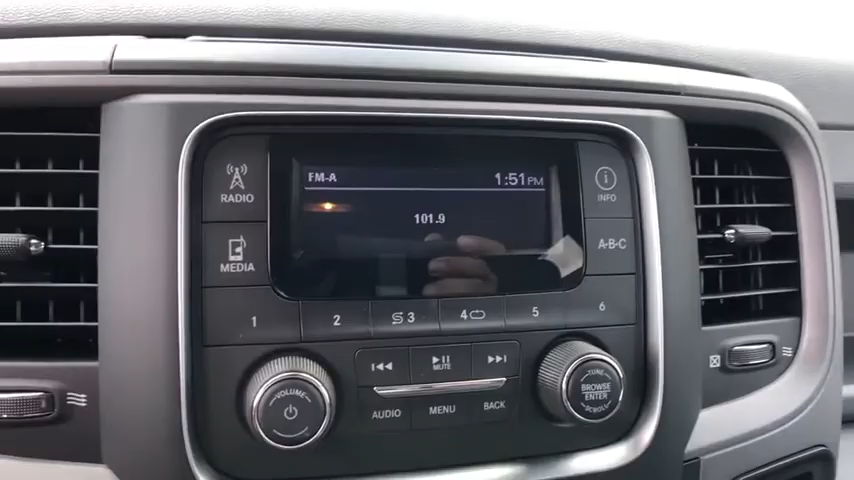 FM-A 1:51 PM
101.9
RADIO
MEDIA
INFO
A-B-C
1 2 3 4 5 6
MUTE
VOLUME
AUDIO MENU BACK
TUNE
BROWSE
ENTER
SCROLL